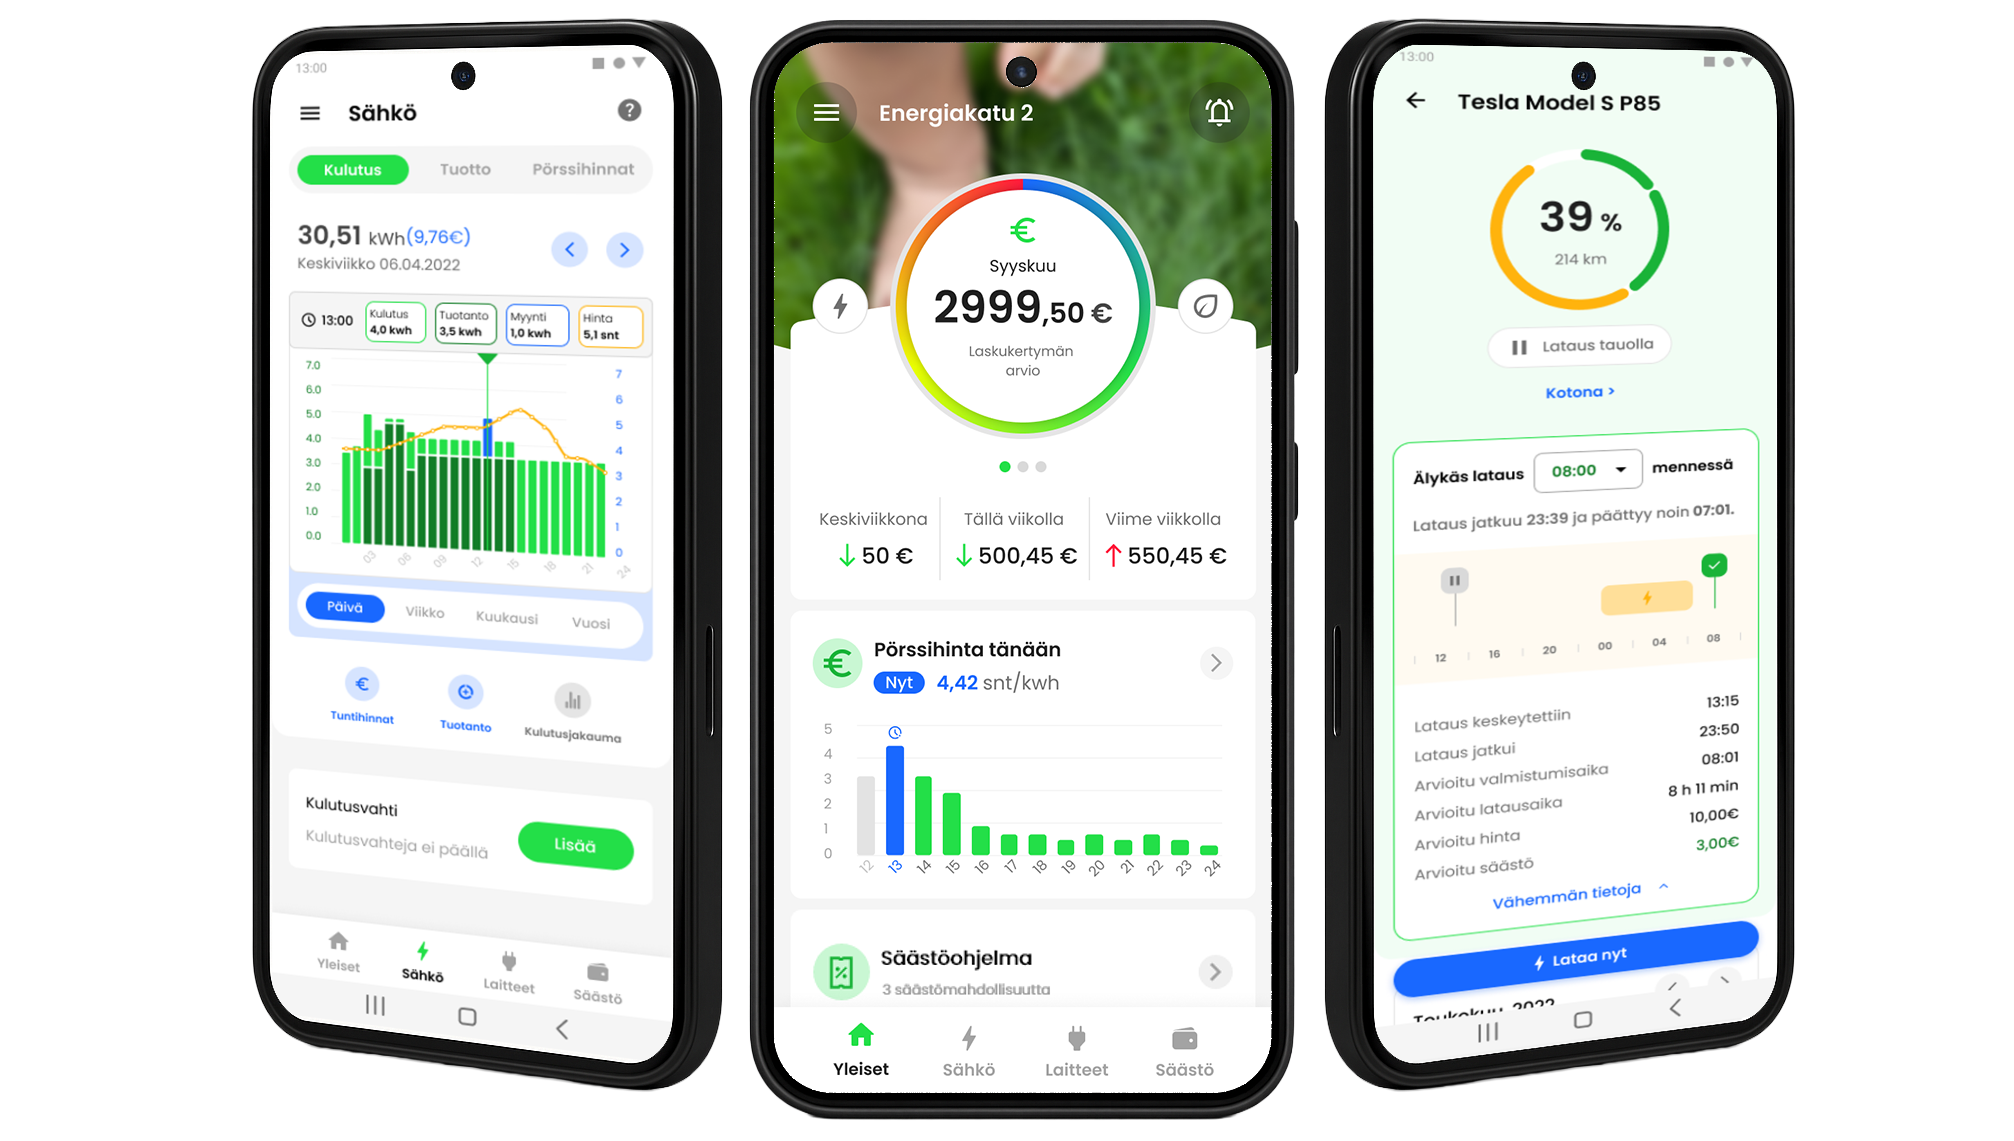 13:00
Sähkö
?
Kulutus Tuotto Pörssihinnat
30,51 kWh(9,76€)
Keskiviikko 06.04.2022
13:00
Kulutus
4,0 kwh
Tuotanto
3,5 kwh
Myynti
1,0 kwh
Hinta
5,1 snt
7.0
6.0
5.0
4.0
3.0
2.0
1.0
0.0
7
6
5
4
3
2
1
0
03 06 09 12 15 18 21 24
Päivä Viikko Kuukausi Vuosi
€
Tuntihinnat Tuotanto Kulutusjakauma
Kulutusvahti
Kulutusvahteja ei päällä
Lisää
Yleiset Sähkö Laitteet Säästö
Energiakatu 2
€
Syyskuu
2999,50 €
Laskukertymän
arvio
Keskiviikkona Tällä viikolla Viime viikkolla
↓ 50 € ↓ 500,45 € ↑ 550,45 €
€
Pörssihinta tänään
Nyt 4,42 snt/kwh
5
4
3
2
1
0
12 13 14 15 16 17 18 19 20 21 22 23 24
%
Säästöohjelma
3 säästömahdollisuutta
Yleiset Sähkö Laitteet Säästö
13:00
Tesla Model S P85
39 %
214 km
Lataus tauolla
Kotona >
Älykäs lataus 08:00 mennessä
Lataus jatkuu 23:39 ja päättyy noin 07:01.
12 16 20 00 04 08
Lataus keskeytettiin 13:15
Lataus jatkui 23:50
Arvioitu valmistumisaika 08:01
Arvioitu latausaika 8 h 11 min
Arvioitu hinta 10,00€
Arvioitu säästö 3,00€
Vähemmän tietoja
Lataa nyt
Toukokuu, 2022